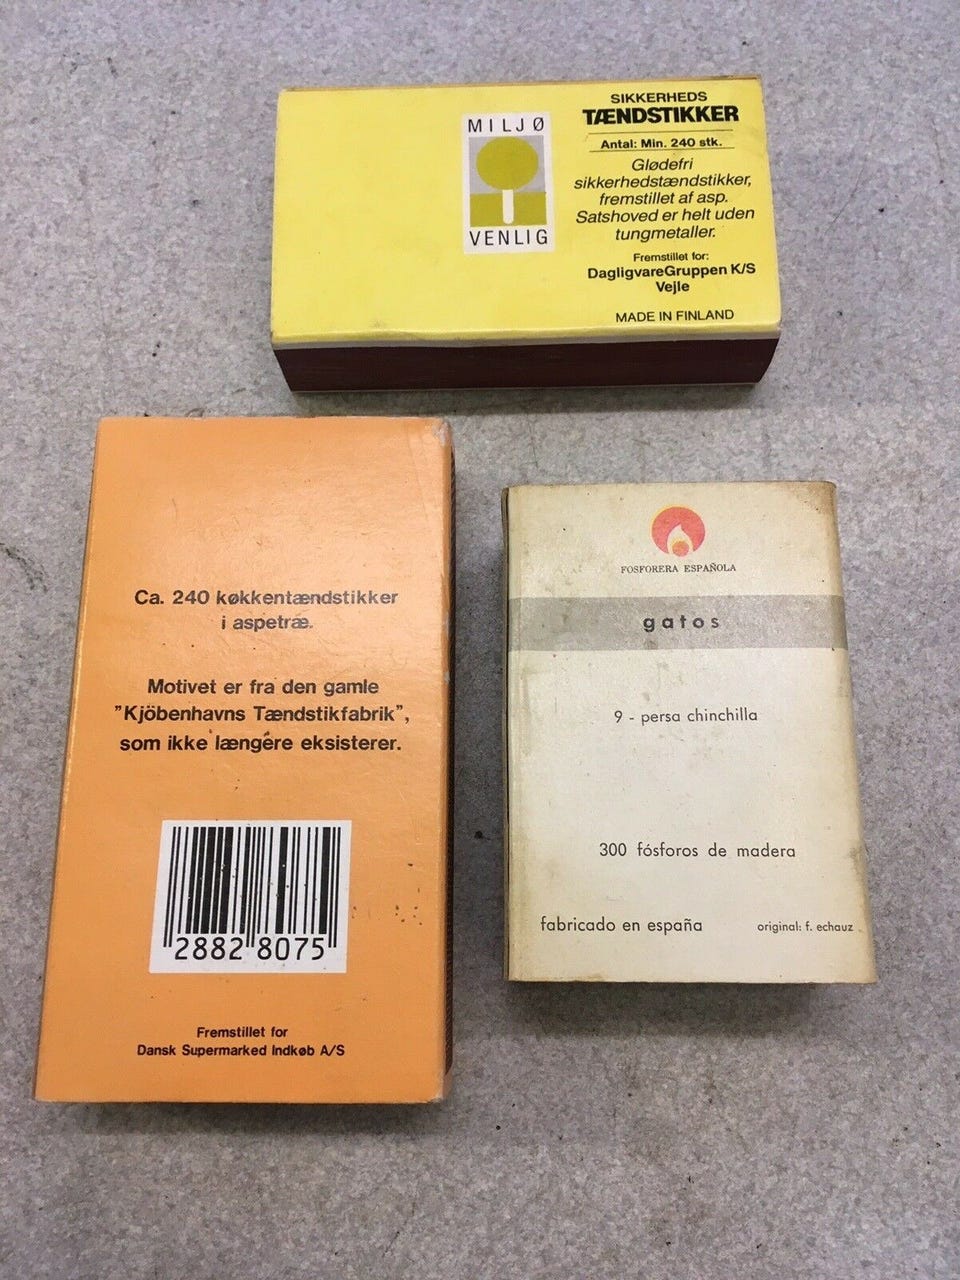 MILJØ
VENLIG
SIKKERHEDS
TÆNDSTIKKER
Antal: Min. 240 stk.
Glødefri
sikkerhedstændstikker,
fremstillet af asp.
Satshoved er helt uden
tungmetaller.
Fremstillet for:
DagligvareGruppen K/S
Vejle
MADE IN FINLAND
Ca. 240 køkkentændstikker
i aspetræ.
Motivet er fra den gamle
"Kjöbenhavns Tændstikfabrik",
som ikke længere eksisterer.
2882 8075
Fremstillet for
Dansk Supermarked Indkøb A/S
FOSFORERA ESPAÑOLA
gatos
9 - persa chinchilla
300 fósforos de madera
fabricado en españa
original: f. echauz